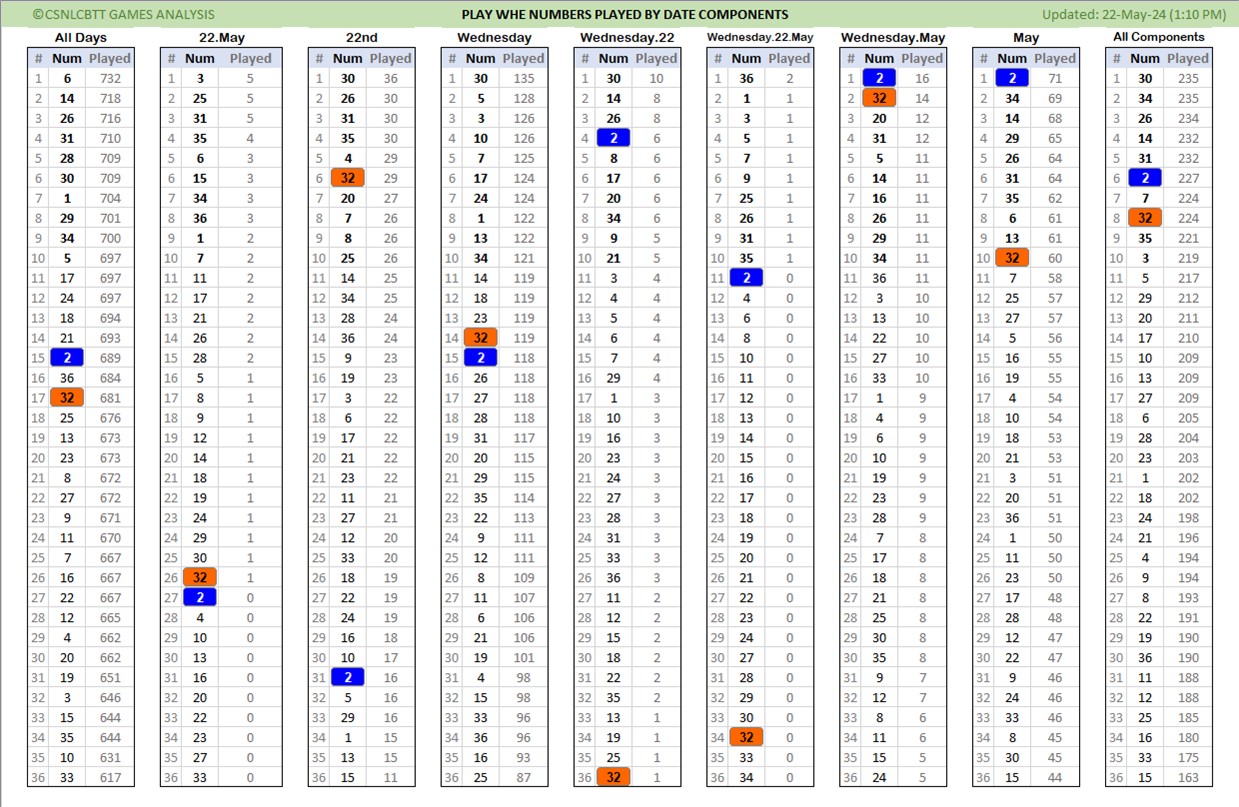 ©CSNLCBTT GAMES ANALYSIS PLAY WHE NUMBERS PLAYED BY DATE COMPONENTS Updated: 22-May-24 (1:10 PM)
All Days 22.May 22nd Wednesday Wednesday.22 Wednesday.22.May Wednesday.May May All Components
# Num Played # Num Played # Num Played # Num Played # Num Played # Num Played # Num Played # Num Played # Num Played
1 6 732 1 3 5 1 30 36 1 30 135 1 30 10 1 36 2 1 2 16 1 2 71 1 30 235
2 14 718 2 25 5 2 26 30 2 5 128 2 14 8 2 1 1 2 32 14 2 34 69 2 34 235
3 26 716 3 31 5 3 31 30 3 3 126 3 26 8 3 3 1 3 20 12 3 14 68 3 26 234
4 31 710 4 35 4 4 35 30 4 10 126 4 2 6 4 5 1 4 31 12 4 29 65 4 14 232
5 28 709 5 6 3 5 4 29 5 7 125 5 8 6 5 7 1 5 5 11 5 26 64 5 31 232
6 30 709 6 15 3 6 32 29 6 17 124 6 17 6 6 9 1 6 14 11 6 31 64 6 2 227
7 1 704 7 34 3 7 20 27 7 24 124 7 20 6 7 25 1 7 16 11 7 35 62 7 7 224
8 29 701 8 36 3 8 7 26 8 1 122 8 34 6 8 26 1 8 26 11 8 6 61 8 32 224
9 34 700 9 1 2 9 8 26 9 13 122 9 9 5 9 31 1 9 29 11 9 13 61 9 35 221
10 5 697 10 7 2 10 25 26 10 34 121 10 21 5 10 35 1 10 34 11 10 32 60 10 3 219
11 17 697 11 11 2 11 14 25 11 14 119 11 3 4 11 2 0 11 36 11 11 7 58 11 5 217
12 24 697 12 17 2 12 34 25 12 18 119 12 4 4 12 4 0 12 3 10 12 25 57 12 29 212
13 18 694 13 21 2 13 28 24 13 23 119 13 5 4 13 6 0 13 13 10 13 27 57 13 20 211
14 21 693 14 26 2 14 36 24 14 32 119 14 6 4 14 8 0 14 22 10 14 5 56 14 17 210
15 2 689 15 28 2 15 9 23 15 2 118 15 7 4 15 10 0 15 27 10 15 16 55 15 10 209
16 36 684 16 5 1 16 19 23 16 26 118 16 29 4 16 11 0 16 33 10 16 19 55 16 13 209
17 32 681 17 8 1 17 3 22 17 27 118 17 1 3 17 12 0 17 1 9 17 4 54 17 27 209
18 25 676 18 9 1 18 6 22 18 28 118 18 10 3 18 13 0 18 4 9 18 10 54 18 6 205
19 13 673 19 12 1 19 17 22 19 31 117 19 16 3 19 14 0 19 6 9 19 18 53 19 28 204
20 23 673 20 14 1 20 21 22 20 20 115 20 23 3 20 15 0 20 10 9 20 21 53 20 23 203
21 8 672 21 18 1 21 23 22 21 29 115 21 24 3 21 16 0 21 19 9 21 3 51 21 1 202
22 27 672 22 19 1 22 11 21 22 35 114 22 27 3 22 17 0 22 23 9 22 20 51 22 18 202
23 9 671 23 24 1 23 27 21 23 22 113 23 28 3 23 18 0 23 28 9 23 36 51 23 24 198
24 11 670 24 29 1 24 12 20 24 9 111 24 31 3 24 19 0 24 7 8 24 1 50 24 21 196
25 7 667 25 30 1 25 33 20 25 12 111 25 33 3 25 20 0 25 17 8 25 11 50 25 4 194
26 16 667 26 32 1 26 18 19 26 8 109 26 36 3 26 21 0 26 18 8 26 23 50 26 9 194
27 22 667 27 2 0 27 22 19 27 11 107 27 11 2 27 22 0 27 21 8 27 17 48 27 8 193
28 12 665 28 4 0 28 24 19 28 6 106 28 12 2 28 23 0 28 25 8 28 28 48 28 22 191
29 4 662 29 10 0 29 16 18 29 21 106 29 15 2 29 24 0 29 30 8 29 12 47 29 19 190
30 20 662 30 13 0 30 10 17 30 19 101 30 18 2 30 27 0 30 35 8 30 22 47 30 36 190
31 19 651 31 16 0 31 2 16 31 4 98 31 22 2 31 28 0 31 9 7 31 9 46 31 11 188
32 3 646 32 20 0 32 5 16 32 15 98 32 35 2 32 29 0 32 12 7 32 24 46 32 12 188
33 15 644 33 22 0 33 29 16 33 33 96 33 13 1 33 30 0 33 8 6 33 33 46 33 25 185
34 35 644 34 23 0 34 1 15 34 36 96 34 19 1 34 32 0 34 11 6 34 8 45 34 16 180
35 10 631 35 27 0 35 13 15 35 16 93 35 25 1 35 33 0 35 15 5 35 30 45 35 33 175
36 33 617 36 33 0 36 15 11 36 25 87 36 32 1 36 34 0 36 24 5 36 15 44 36 15 163